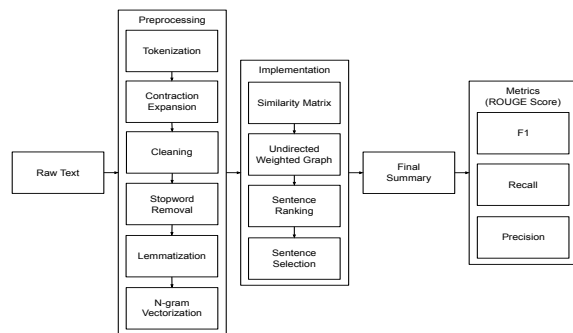 Raw Text
Preprocessing
Tokenization
Contraction
Expansion
Cleaning
Stopword
Removal
Lemmatization
N-gram
Vectorization
Implementation
Similarity Matrix
Undirected
Weighted Graph
Sentence
Ranking
Sentence
Selection
Final
Summary
Metrics
(ROUGE Score)
F1
Recall
Precision